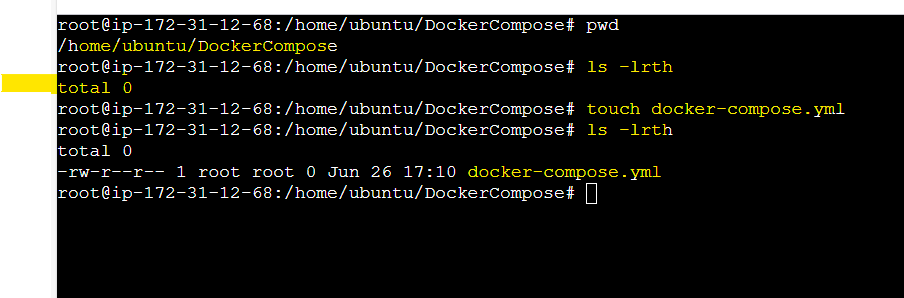 root@ip-172-31-12-68:/home/ubuntu/DockerCompose# pwd
/home/ubuntu/DockerCompose
root@ip-172-31-12-68:/home/ubuntu/DockerCompose# ls -lrth
total 0
root@ip-172-31-12-68:/home/ubuntu/DockerCompose# touch docker-compose.yml
root@ip-172-31-12-68:/home/ubuntu/DockerCompose# ls -lrth
total 0
-rw-r--r-- 1 root root 0 Jun 26 17:10 docker-compose.yml
root@ip-172-31-12-68:/home/ubuntu/DockerCompose#